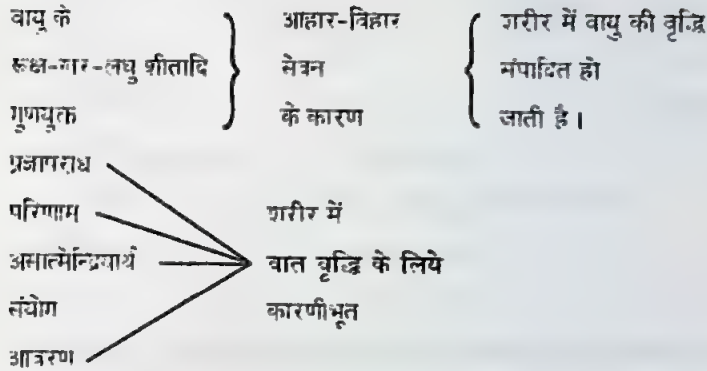 वायु के आहार-विहार शरीर में वायु की वृद्धि
रूक्ष-खर-लघु शीतादि सेवन संपादित हो
गुणयुक्त के कारण जाती है ।
प्रज्ञापराध
परिणाम शरीर में
असात्मेन्द्रियार्थ वात वृद्धि के लिये
संयोग कारणीभूत
आवरण